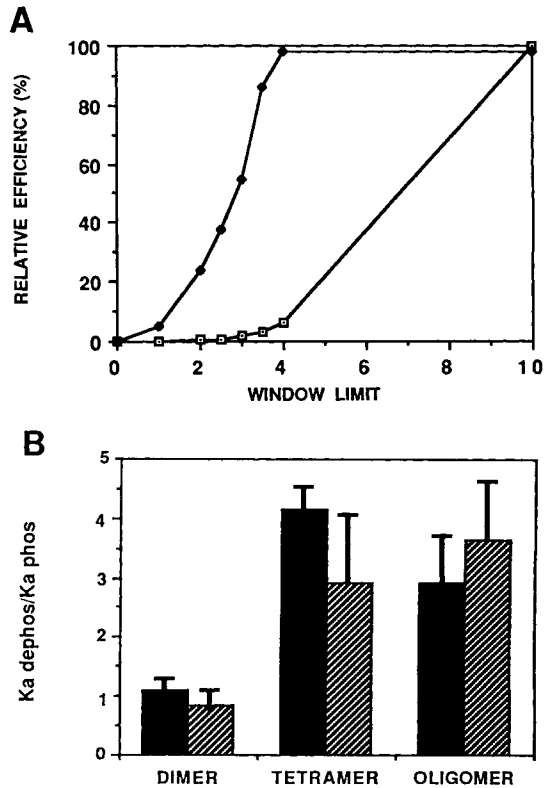 A
RELATIVE EFFICIENCY (%)
100
80
60
40
20
0
0 2 4 6 8 10
WINDOW LIMIT
B
Ka dephos/Ka phos
5
4
3
2
1
0
DIMER TETRAMER OLIGOMER